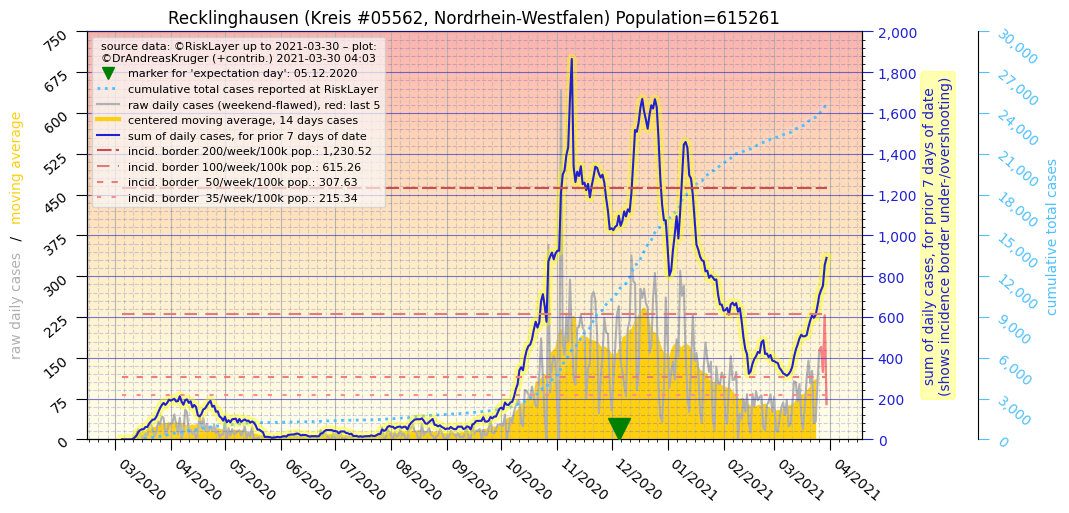 Recklinghausen (Kreis #05562, Nordrhein-Westfalen) Population=615261
source data: ©RiskLayer up to 2021-03-30 – plot:
©DrAndreasKruger (+contrib.) 2021-03-30 04:03
marker for 'expectation day': 05.12.2020
cumulative total cases reported at RiskLayer
raw daily cases (weekend-flawed), red: last 5
centered moving average, 14 days cases
sum of daily cases, for prior 7 days of date
incid. border 200/week/100k pop.: 1,230.52
incid. border 100/week/100k pop.: 615.26
incid. border  50/week/100k pop.: 307.63
incid. border  35/week/100k pop.: 215.34
raw daily cases / moving average
750
675
600
525
450
375
300
225
150
75
0
03/2020
04/2020
05/2020
06/2020
07/2020
08/2020
09/2020
10/2020
11/2020
12/2020
01/2021
02/2021
03/2021
04/2021
2,000
1,800
1,600
1,400
1,200
1,000
800
600
400
200
0
sum of daily cases, for prior 7 days of date
(shows incidence border under-/overshooting)
30,000
27,000
24,000
21,000
18,000
15,000
12,000
9,000
6,000
3,000
0
cumulative total cases